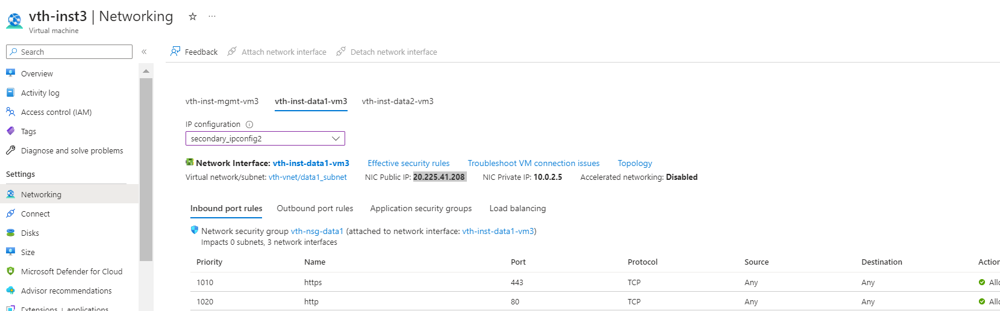 vth-inst3 | Networking ☆ ···
Virtual machine
Search «
Feedback Attach network interface Detach network interface
Overview
Activity log
Access control (IAM)
Tags
Diagnose and solve problems
Settings
Networking
Connect
Disks
Size
Microsoft Defender for Cloud
Advisor recommendations
Extensions + applications
vth-inst-mgmt-vm3 vth-inst-data1-vm3 vth-inst-data2-vm3
IP configuration
secondary_ipconfig2
Network Interface: vth-inst-data1-vm3 Effective security rules Troubleshoot VM connection issues Topology
Virtual network/subnet: vth-vnet/data1_subnet NIC Public IP: 20.225.41.208 NIC Private IP: 10.0.2.5 Accelerated networking: Disabled
Inbound port rules Outbound port rules Application security groups Load balancing
Network security group vth-nsg-data1 (attached to network interface: vth-inst-data1-vm3)
Impacts 0 subnets, 3 network interfaces
Priority Name Port Protocol Source Destination Action
1010 https 443 TCP Any Any Allo
1020 http 80 TCP Any Any Allo